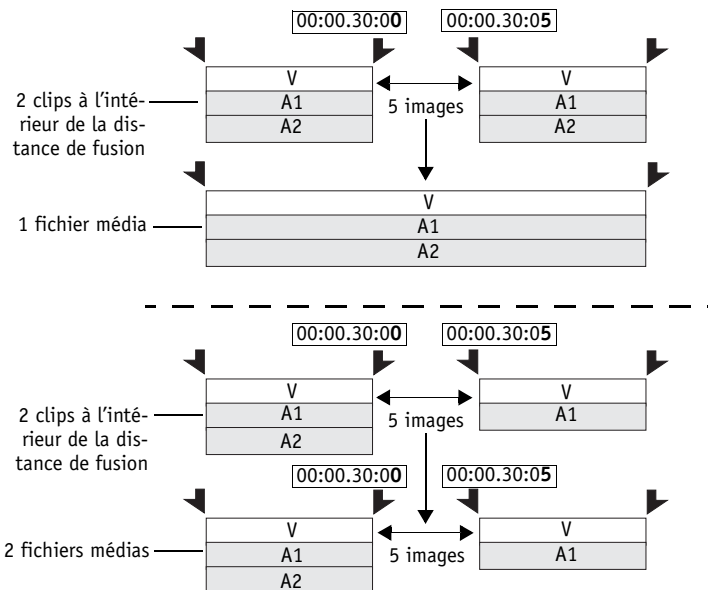 00:00.30:00 00:00.30:05
V V
2 clips à l'inté-
rieur de la dis-
tance de fusion
A1 5 images A1
A2 A2
V
1 fichier média A1
A2
00:00.30:00 00:00.30:05
V V
2 clips à l'inté-
rieur de la dis-
tance de fusion
A1 5 images A1
A2
00:00.30:00 00:00.30:05
V V
2 fichiers médias A1 5 images A1
A2